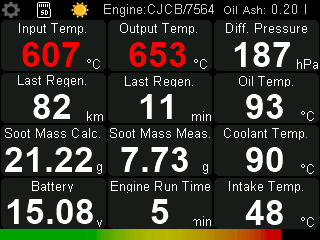 SD Engine:CJCB/7564 Oil Ash: 0.20 l
Input Temp. Output Temp. Diff. Pressure
607 °C 653 °C 187 hPa
Last Regen. Last Regen. Oil Temp.
82 km 11 min 93 °C
Soot Mass Calc. Soot Mass Meas. Coolant Temp.
21.22 g 7.73 g 90 °C
Battery Engine Run Time Intake Temp.
15.08 v 5 min 48 °C